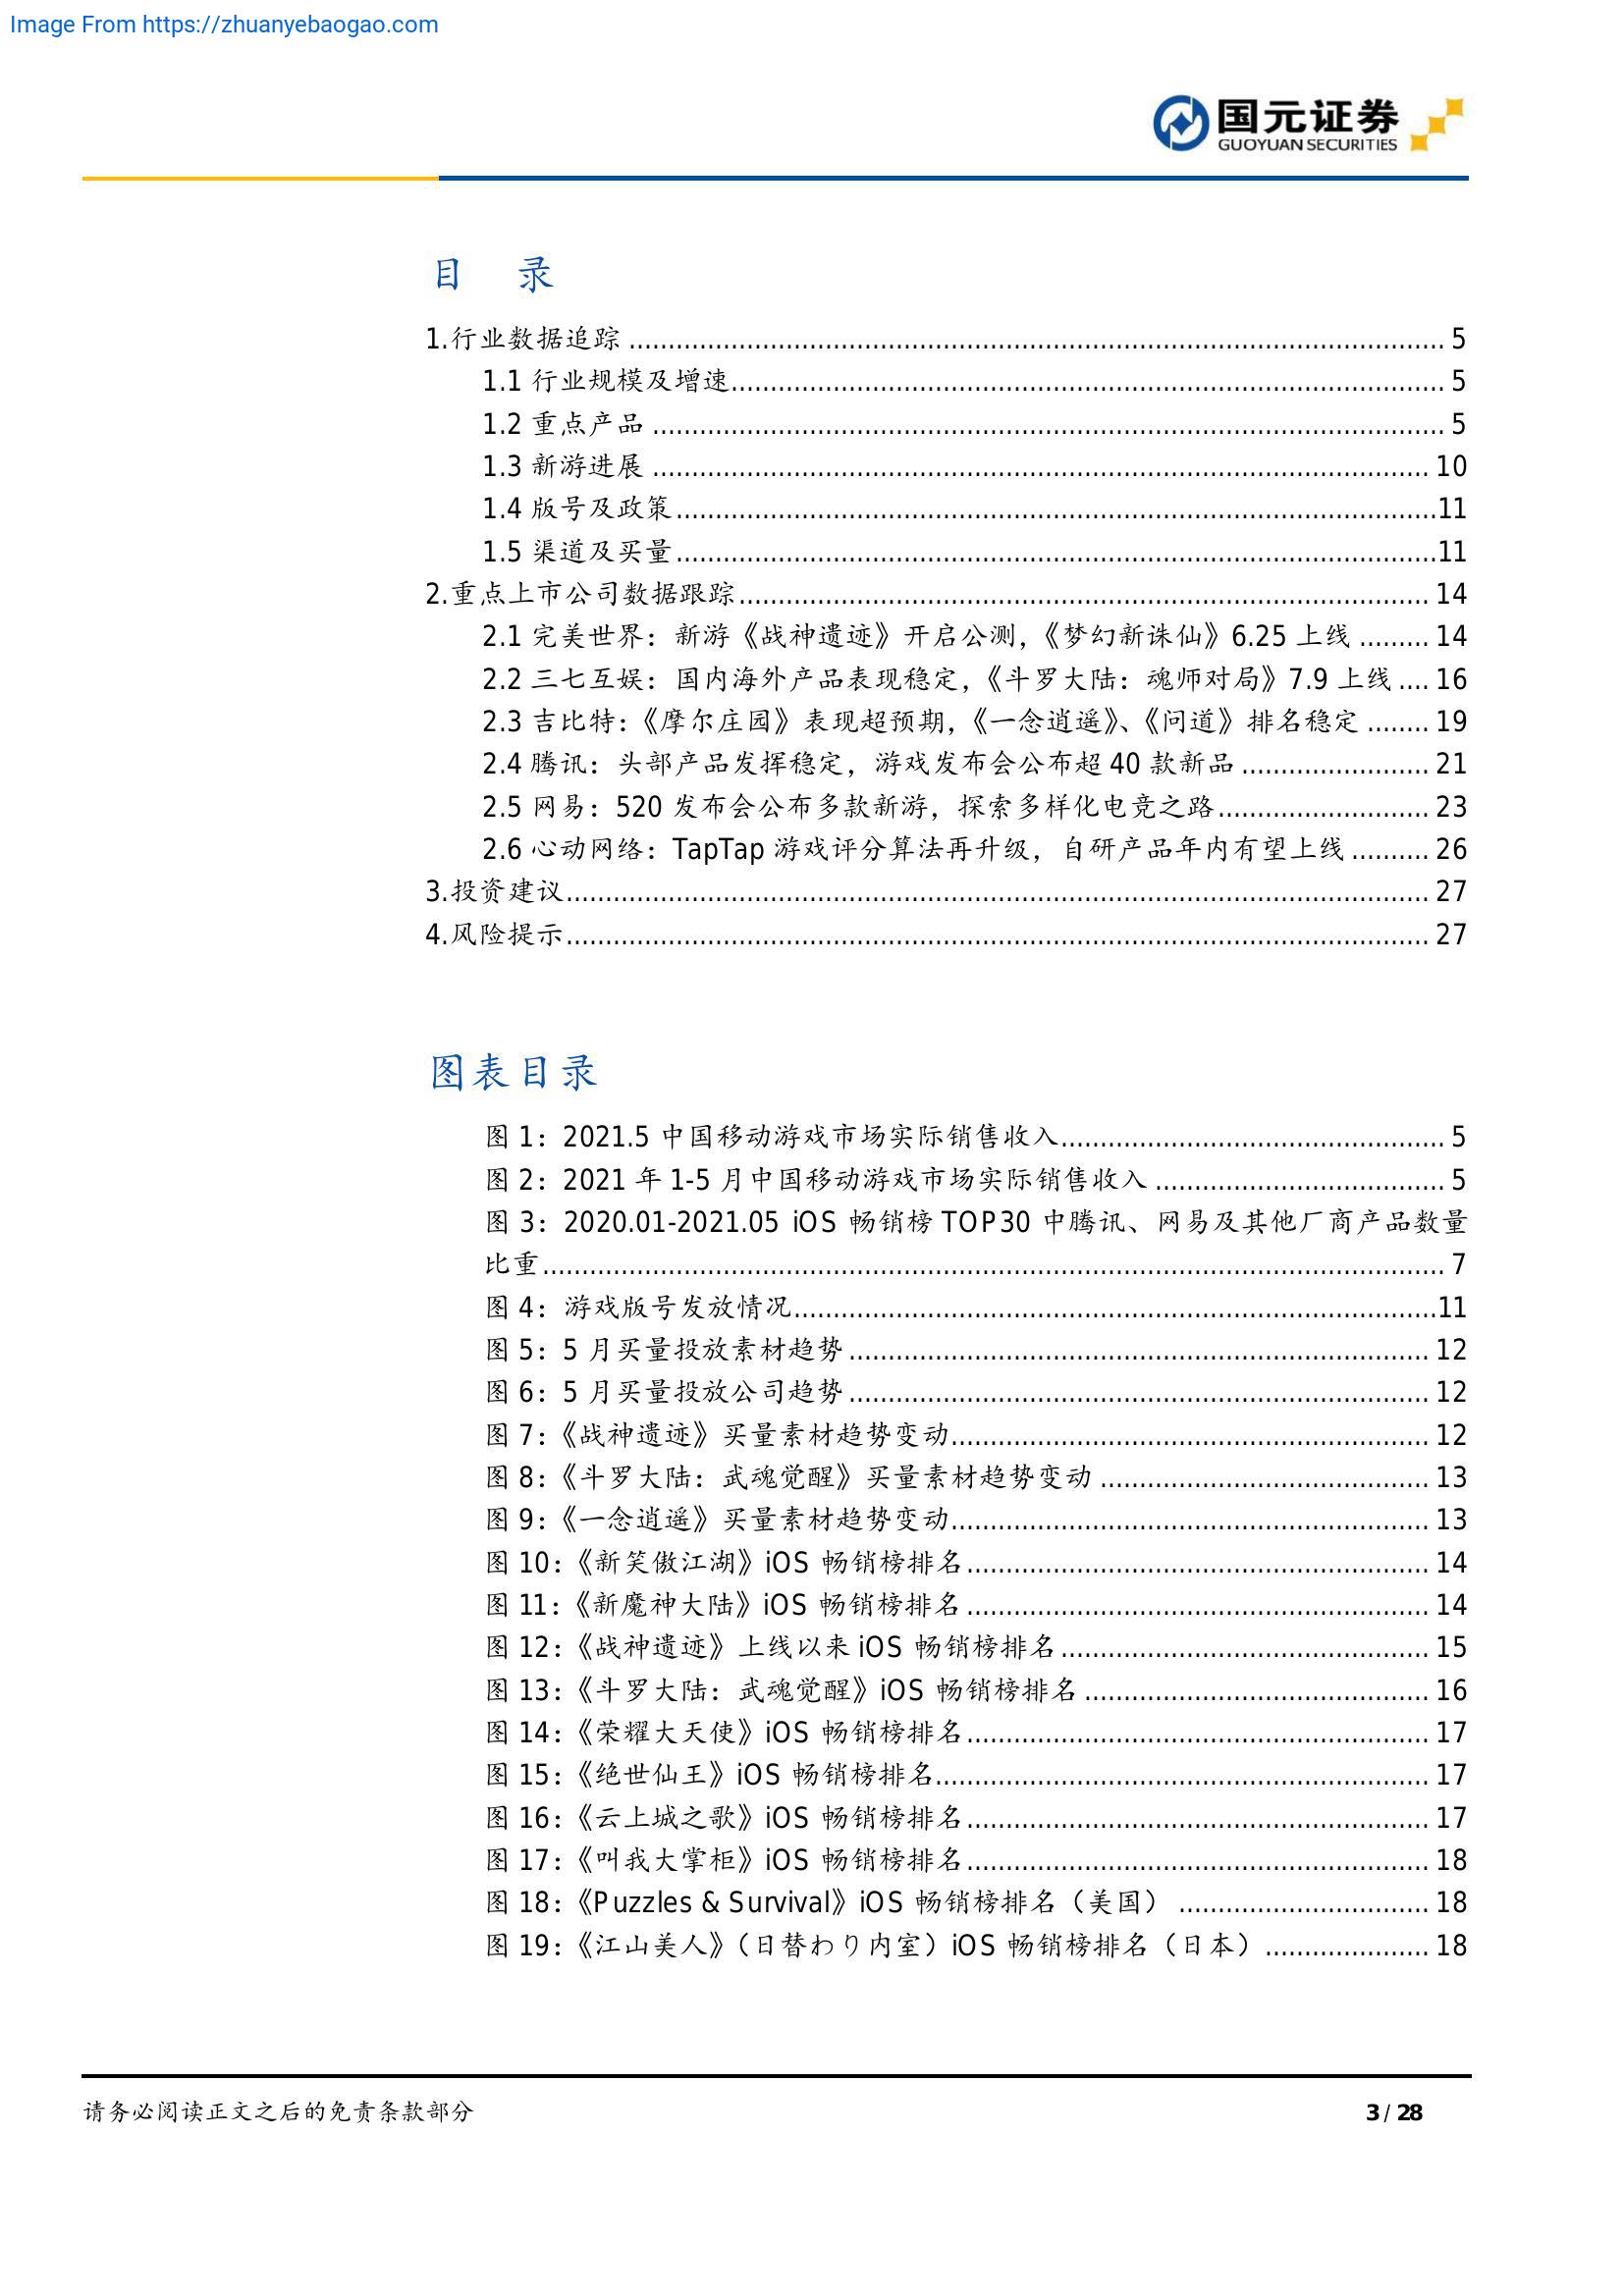 Image From https://zhuanyebaogao.com
国元证券
GUOYUAN SECURITIES
目 录
1.行业数据追踪 ........ 5
1.1 行业规模及增速........ 5
1.2 重点产品 ........ 5
1.3 新游进展 ........ 10
1.4 版号及政策........ 11
1.5 渠道及买量........ 11
2.重点上市公司数据跟踪........ 14
2.1 完美世界：新游《战神遗迹》开启公测，《梦幻新诛仙》6.25 上线 ........ 14
2.2 三七互娱：国内海外产品表现稳定，《斗罗大陆：魂师对局》7.9 上线 .... 16
2.3 吉比特：《摩尔庄园》表现超预期，《一念逍遥》、《问道》排名稳定 ........ 19
2.4 腾讯：头部产品发挥稳定，游戏发布会公布超 40 款新品 ........ 21
2.5 网易：520 发布会公布多款新游，探索多样化电竞之路........ 23
2.6 心动网络：TapTap 游戏评分算法再升级，自研产品年内有望上线 ........ 26
3.投资建议........ 27
4.风险提示........ 27
图表目录
图 1：2021.5 中国移动游戏市场实际销售收入........ 5
图 2：2021 年 1-5 月中国移动游戏市场实际销售收入 ........ 5
图 3：2020.01-2021.05 iOS 畅销榜 TOP30 中腾讯、网易及其他厂商产品数量
比重........ 7
图 4：游戏版号发放情况........ 11
图 5：5 月买量投放素材趋势 ........ 12
图 6：5 月买量投放公司趋势 ........ 12
图 7：《战神遗迹》买量素材趋势变动........ 12
图 8：《斗罗大陆：武魂觉醒》买量素材趋势变动 ........ 13
图 9：《一念逍遥》买量素材趋势变动........ 13
图 10：《新笑傲江湖》iOS 畅销榜排名........ 14
图 11：《新魔神大陆》iOS 畅销榜排名 ........ 14
图 12：《战神遗迹》上线以来 iOS 畅销榜排名........ 15
图 13：《斗罗大陆：武魂觉醒》iOS 畅销榜排名 ........ 16
图 14：《荣耀大天使》iOS 畅销榜排名........ 17
图 15：《绝世仙王》iOS 畅销榜排名........ 17
图 16：《云上城之歌》iOS 畅销榜排名........ 17
图 17：《叫我大掌柜》iOS 畅销榜排名........ 18
图 18：《Puzzles & Survival》iOS 畅销榜排名（美国） ........ 18
图 19：《江山美人》（日替わり内室）iOS 畅销榜排名（日本）........ 18
请务必阅读正文之后的免责条款部分
3 / 28